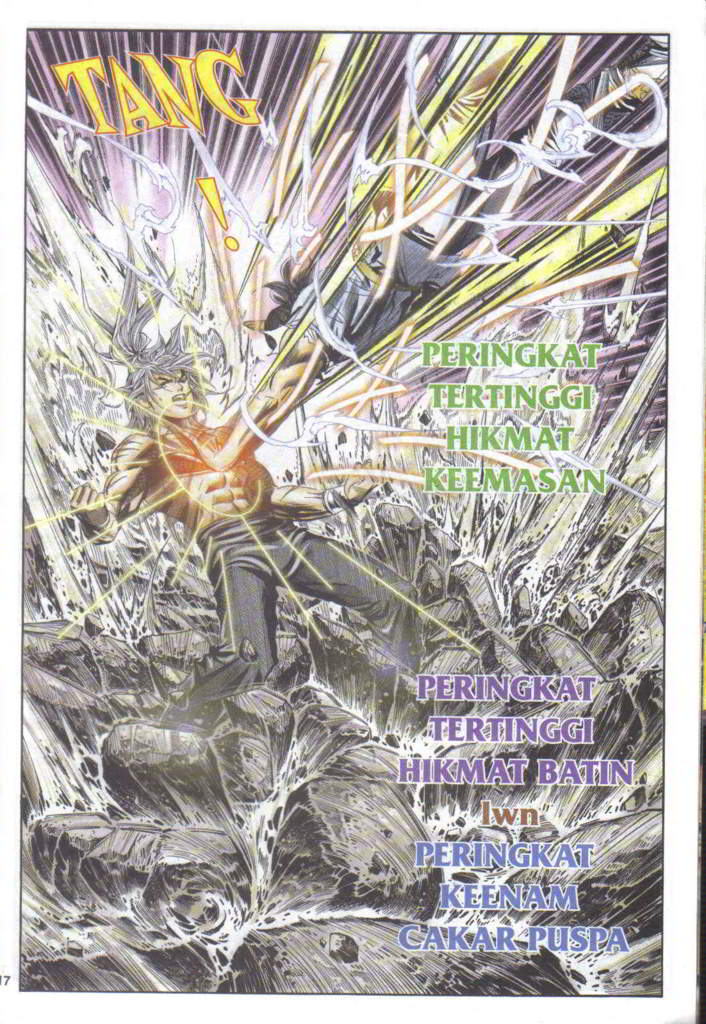 TANG
!
PERINGKAT
TERTINGGI
HIKMAT
KEEMASAN
PERINGKAT
TERTINGGI
HIKMAT BATIN
lwn
PERINGKAT
KEENAM
CAKAR PUSPA
17